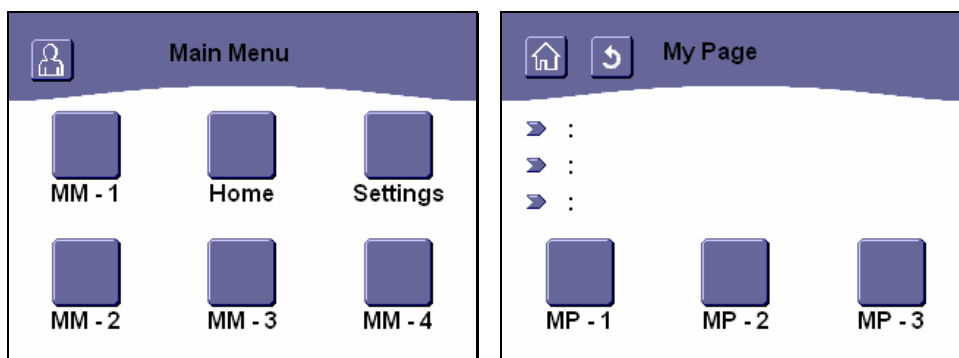 Main Menu
MM - 1 Home Settings
MM - 2 MM - 3 MM - 4
My Page
:
:
:
MP - 1 MP - 2 MP - 3